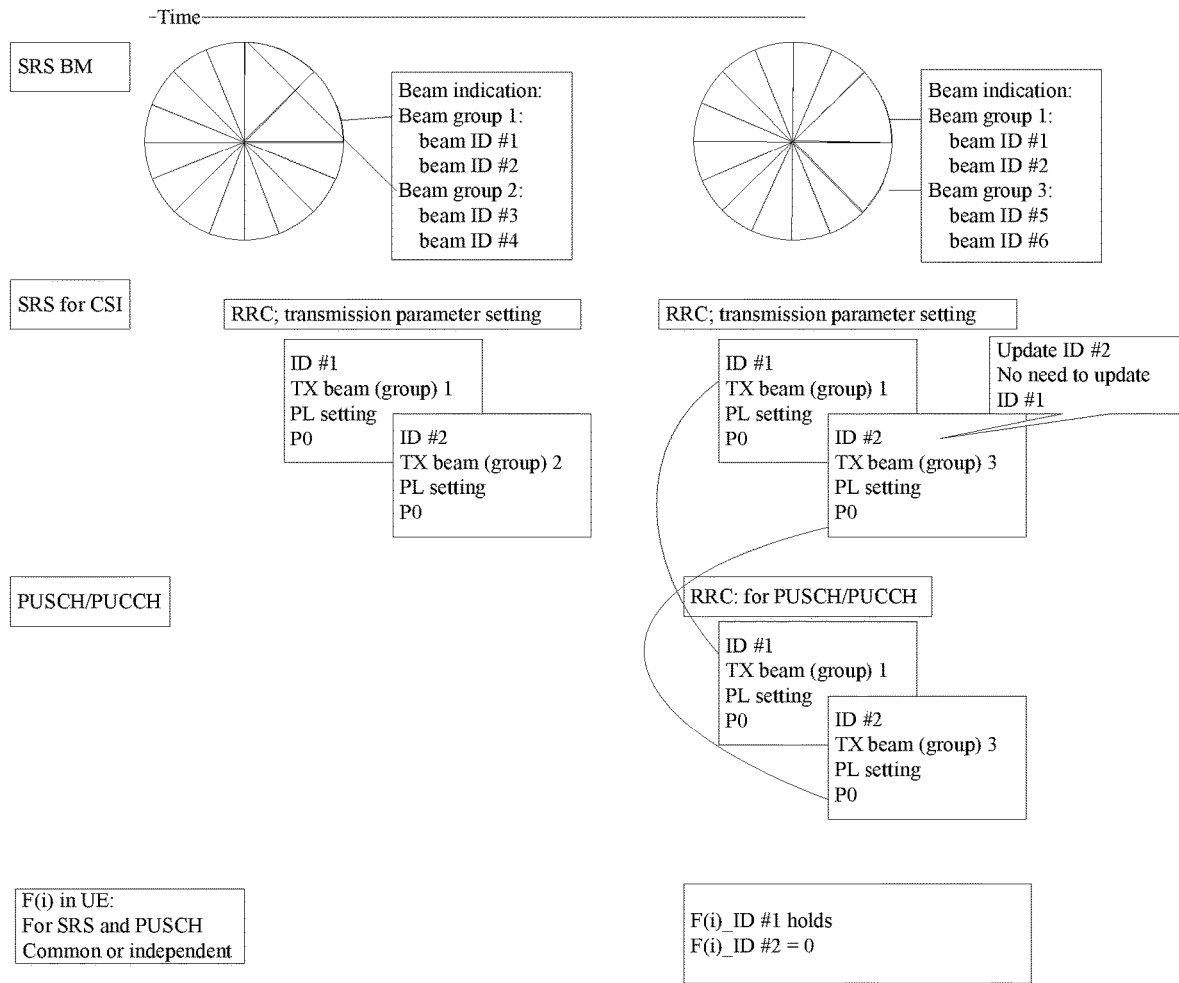 Time
SRS BM
Beam indication:
Beam group 1:
beam ID #1
beam ID #2
Beam group 2:
beam ID #3
beam ID #4
Beam indication:
Beam group 1:
beam ID #1
beam ID #2
Beam group 3:
beam ID #5
beam ID #6
SRS for CSI
RRC; transmission parameter setting
ID #1
TX beam (group) 1
PL setting
P0
ID #2
TX beam (group) 2
PL setting
P0
RRC; transmission parameter setting
ID #1
TX beam (group) 1
PL setting
P0
ID #2
TX beam (group) 3
PL setting
P0
Update ID #2
No need to update
ID #1
PUSCH/PUCCH
RRC: for PUSCH/PUCCH
ID #1
TX beam (group) 1
PL setting
P0
ID #2
TX beam (group) 3
PL setting
P0
F(i) in UE:
For SRS and PUSCH
Common or independent
F(i)_ID #1 holds
F(i)_ID #2 = 0